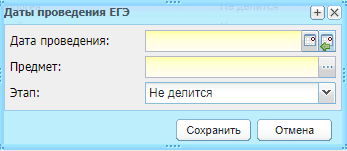 Даты проведения ЕГЭ
Дата проведения:
Предмет:
Этап: Не делится
Сохранить Отмена